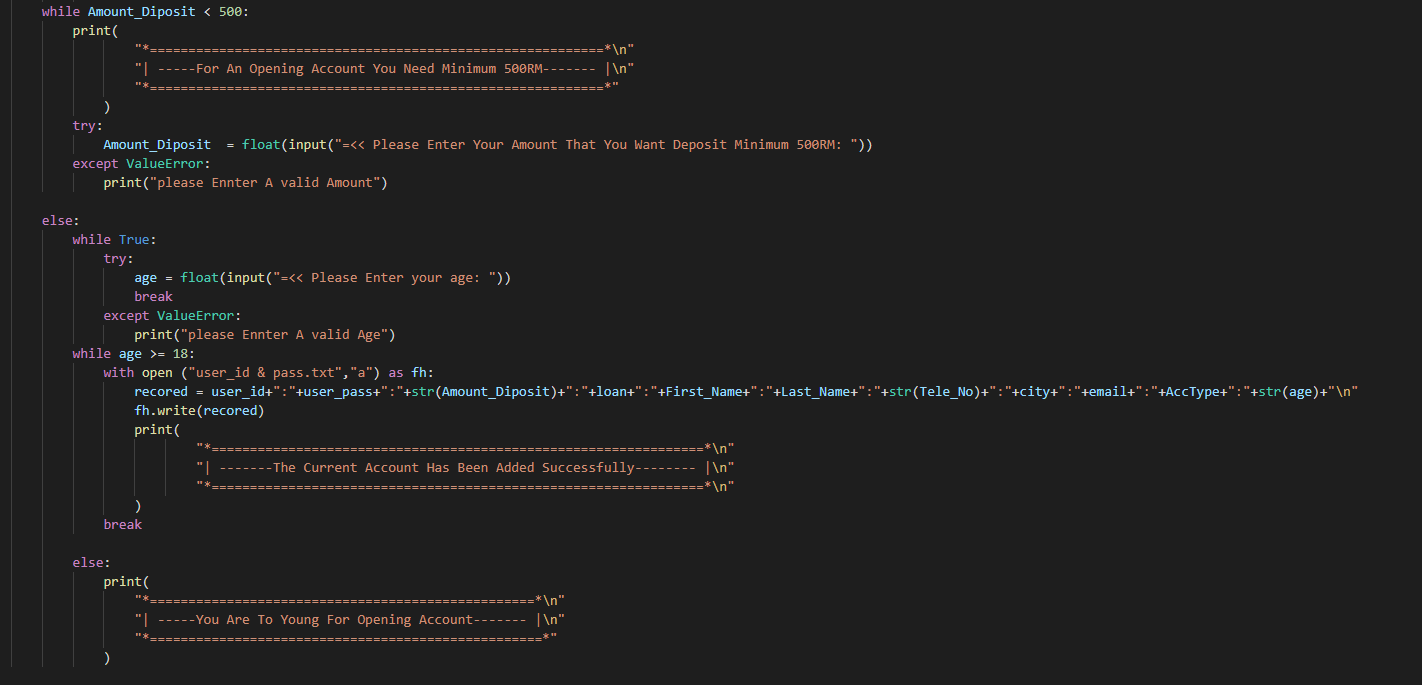 while Amount_Diposit < 500:
print(
"*===========================================================*\n"
"| -----For An Opening Account You Need Minimum 500RM------- |\n"
"*===========================================================*"
)
try:
Amount_Diposit  = float(input("=<< Please Enter Your Amount That You Want Deposit Minimum 500RM: "))
except ValueError:
print("please Ennter A valid Amount")
else:
while True:
try:
age = float(input("=<< Please Enter your age: "))
break
except ValueError:
print("please Ennter A valid Age")
while age >= 18:
with open ("user_id & pass.txt","a") as fh:
recored = user_id+":"+user_pass+":"+str(Amount_Diposit)+":"+loan+":"+First_Name+":"+Last_Name+":"+str(Tele_No)+":"+city+":"+email+":"+AccType+":"+str(age)+"\n"
fh.write(recored)
print(
"*================================================================*\n"
"| -------The Current Account Has Been Added Successfully-------- |\n"
"*================================================================*\n"
)
break
else:
print(
"*==================================================*\n"
"| -----You Are To Young For Opening Account------- |\n"
"*===================================================*"
)